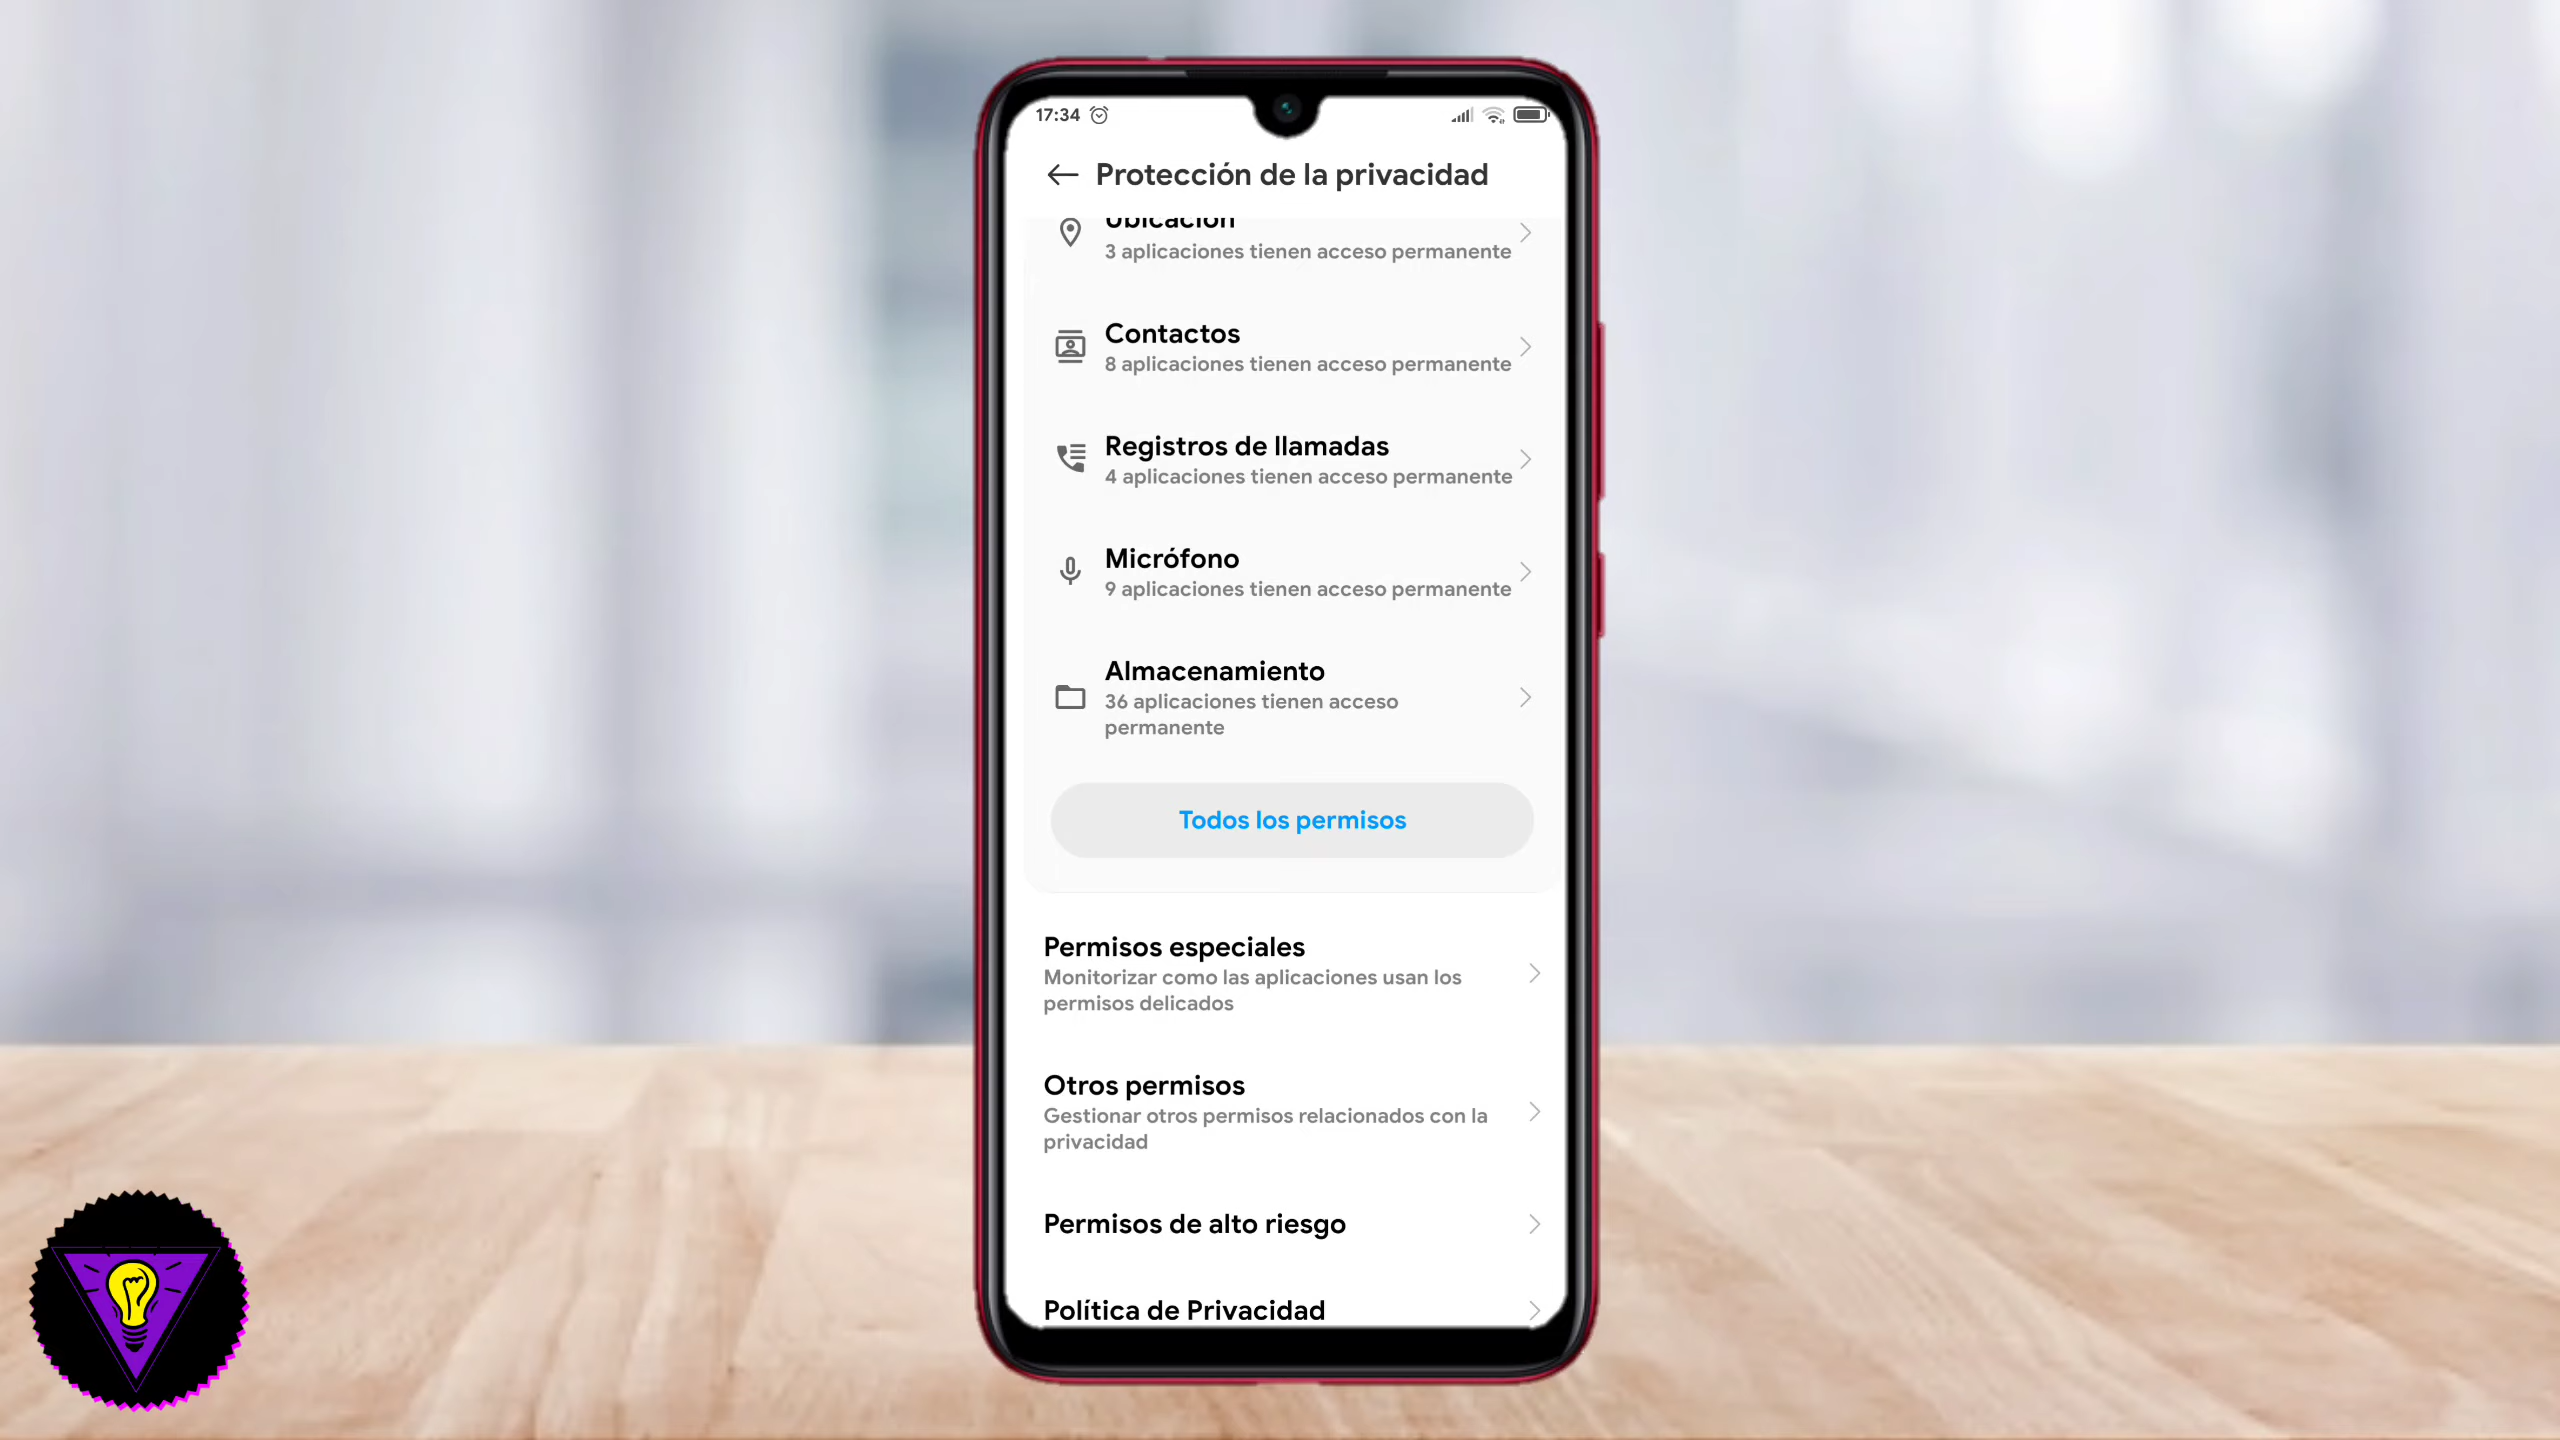 17:34
Protección de la privacidad
Ubicación
3 aplicaciones tienen acceso permanente
Contactos
8 aplicaciones tienen acceso permanente
Registros de llamadas
4 aplicaciones tienen acceso permanente
Micrófono
9 aplicaciones tienen acceso permanente
Almacenamiento
36 aplicaciones tienen acceso
permanente
Todos los permisos
Permisos especiales
Monitorizar como las aplicaciones usan los
permisos delicados
Otros permisos
Gestionar otros permisos relacionados con la
privacidad
Permisos de alto riesgo
Política de Privacidad